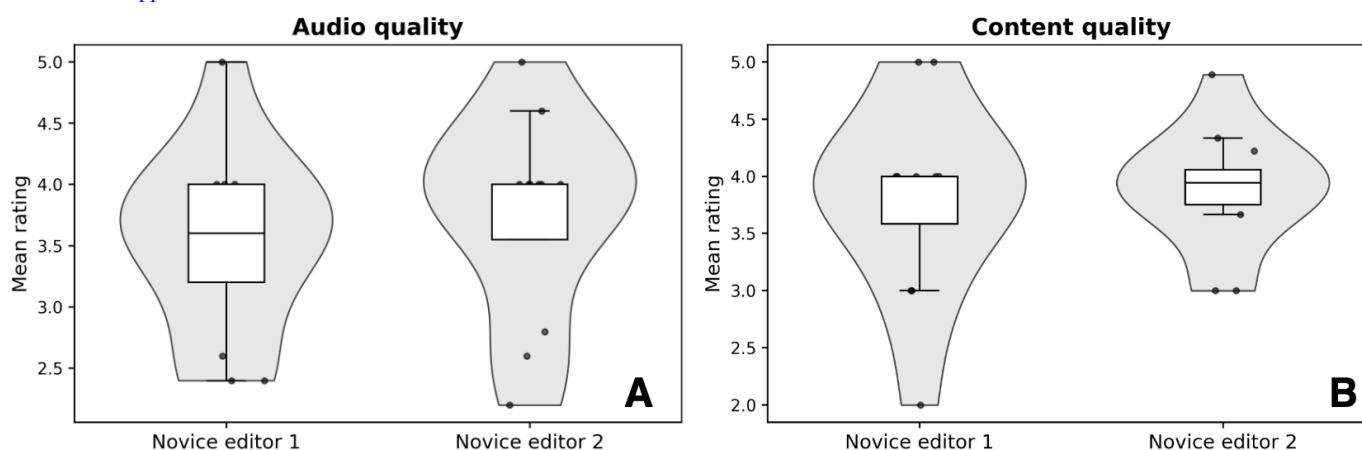 Audio quality
Mean rating
5.0
4.5
4.0
3.5
3.0
2.5
Novice editor 1
Novice editor 2
A
Content quality
Mean rating
5.0
4.5
4.0
3.5
3.0
2.5
2.0
Novice editor 1
Novice editor 2
B